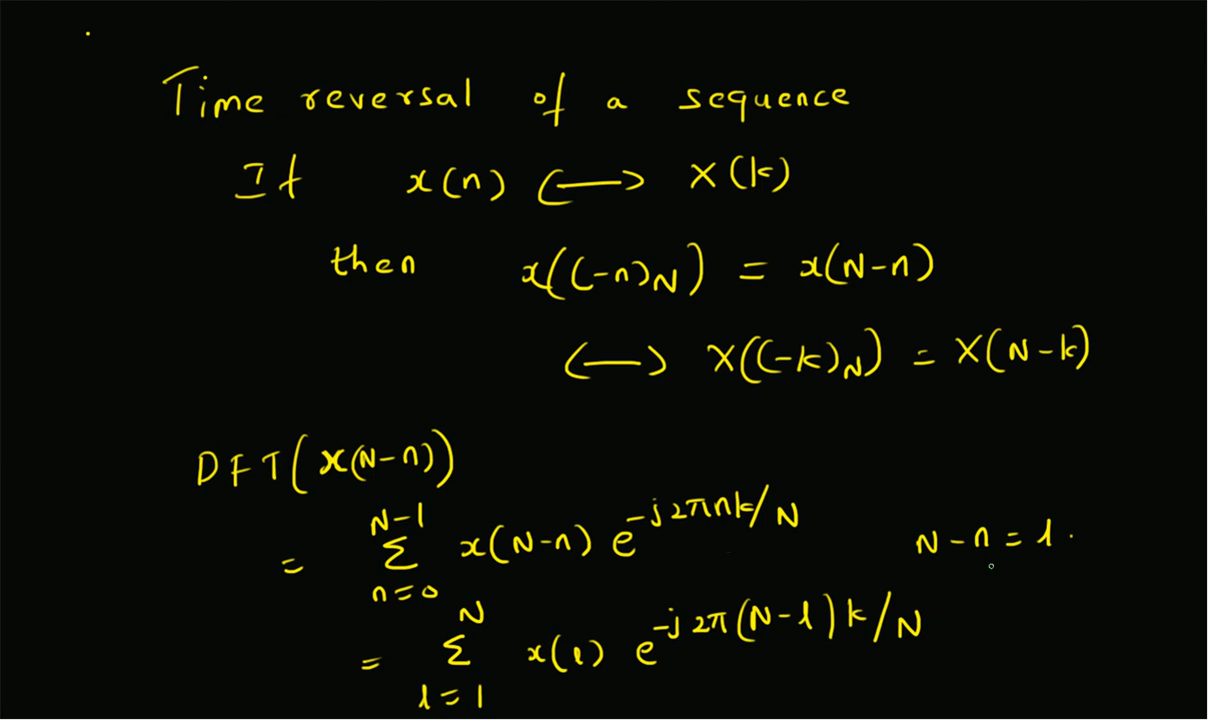 Time reversal of a sequence
If x(n) ⟷ X(k)
then x((-n)N) = x(N-n)
⟷ X((-k)N) = X(N-k)
DFT(x(N-n))
= N-1 Σ n=0 x(N-n) e^-j2πnk/N N-n=l.
= N Σ l=1 x(l) e^-j2π(N-l)k/N